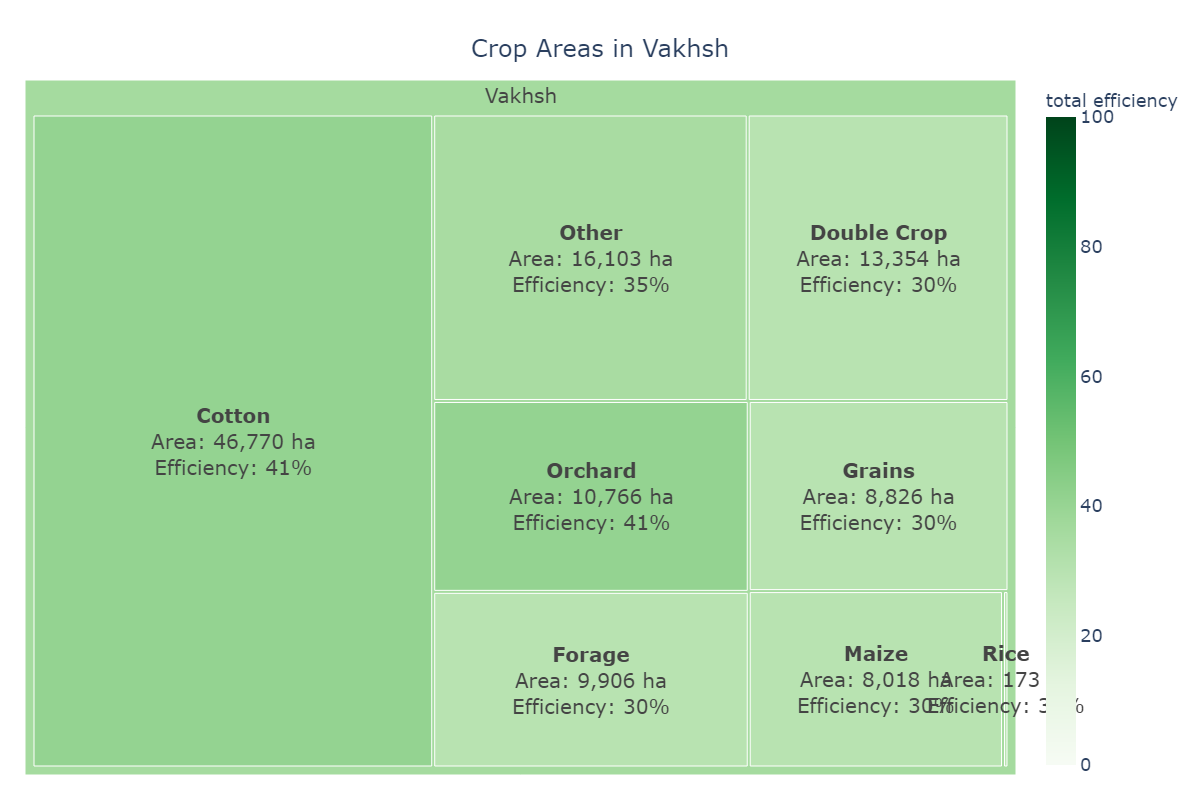 Crop Areas in Vakhsh
Vakhsh
total efficiency
Cotton
Area: 46,770 ha
Efficiency: 41%
Other
Area: 16,103 ha
Efficiency: 35%
Double Crop
Area: 13,354 ha
Efficiency: 30%
Orchard
Area: 10,766 ha
Efficiency: 41%
Grains
Area: 8,826 ha
Efficiency: 30%
Forage
Area: 9,906 ha
Efficiency: 30%
Maize
Area: 8,018 ha
Efficiency: 30%
Rice
Area: 173
Efficiency:
100
80
60
40
20
0